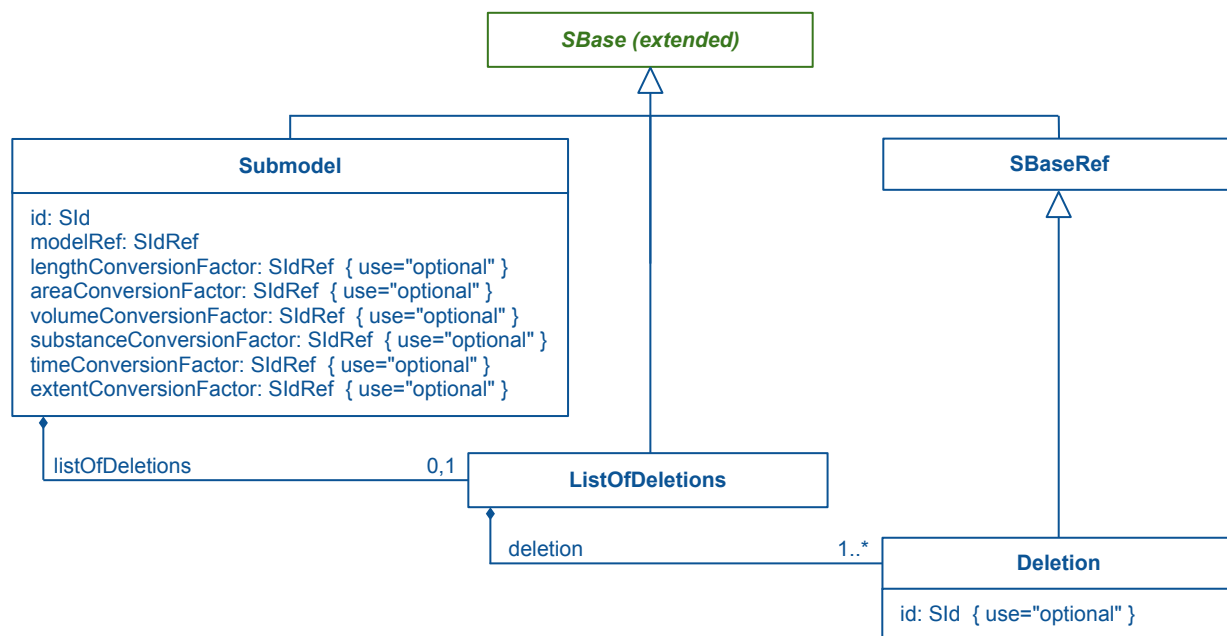 SBase (extended)
Submodel
SBaseRef
id: SId
modelRef: SIdRef
lengthConversionFactor: SIdRef { use="optional" }
areaConversionFactor: SIdRef { use="optional" }
volumeConversionFactor: SIdRef { use="optional" }
substanceConversionFactor: SIdRef { use="optional" }
timeConversionFactor: SIdRef { use="optional" }
extentConversionFactor: SIdRef { use="optional" }
listOfDeletions 0,1
ListOfDeletions
deletion 1..*
Deletion
id: SId { use="optional" }